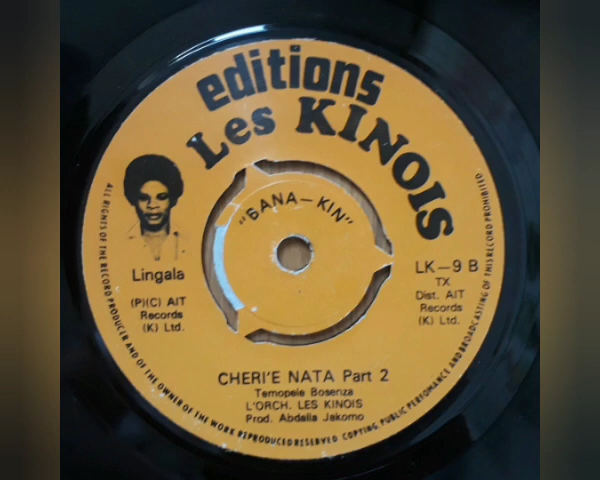 editions
Les KINOIS
"BANA-KIN"
Lingala
(P)(C) AIT
Records
(K) Ltd.
LK-9 B
TX
Dist. AIT
Records
(K) Ltd.
CHERI'E NATA Part 2
Temopele Bosenza
L'ORCH. LES KINOIS
Prod. Abdalla Jakomo
ALL RIGHTS OF THE RECORD PRODUCER AND OF THE OWNER OF THE WORK REPRODUCED RESERVED COPYING, PUBLIC PERFOMANCE AND BROADCASTING OF THIS RECORD PROHIBITED